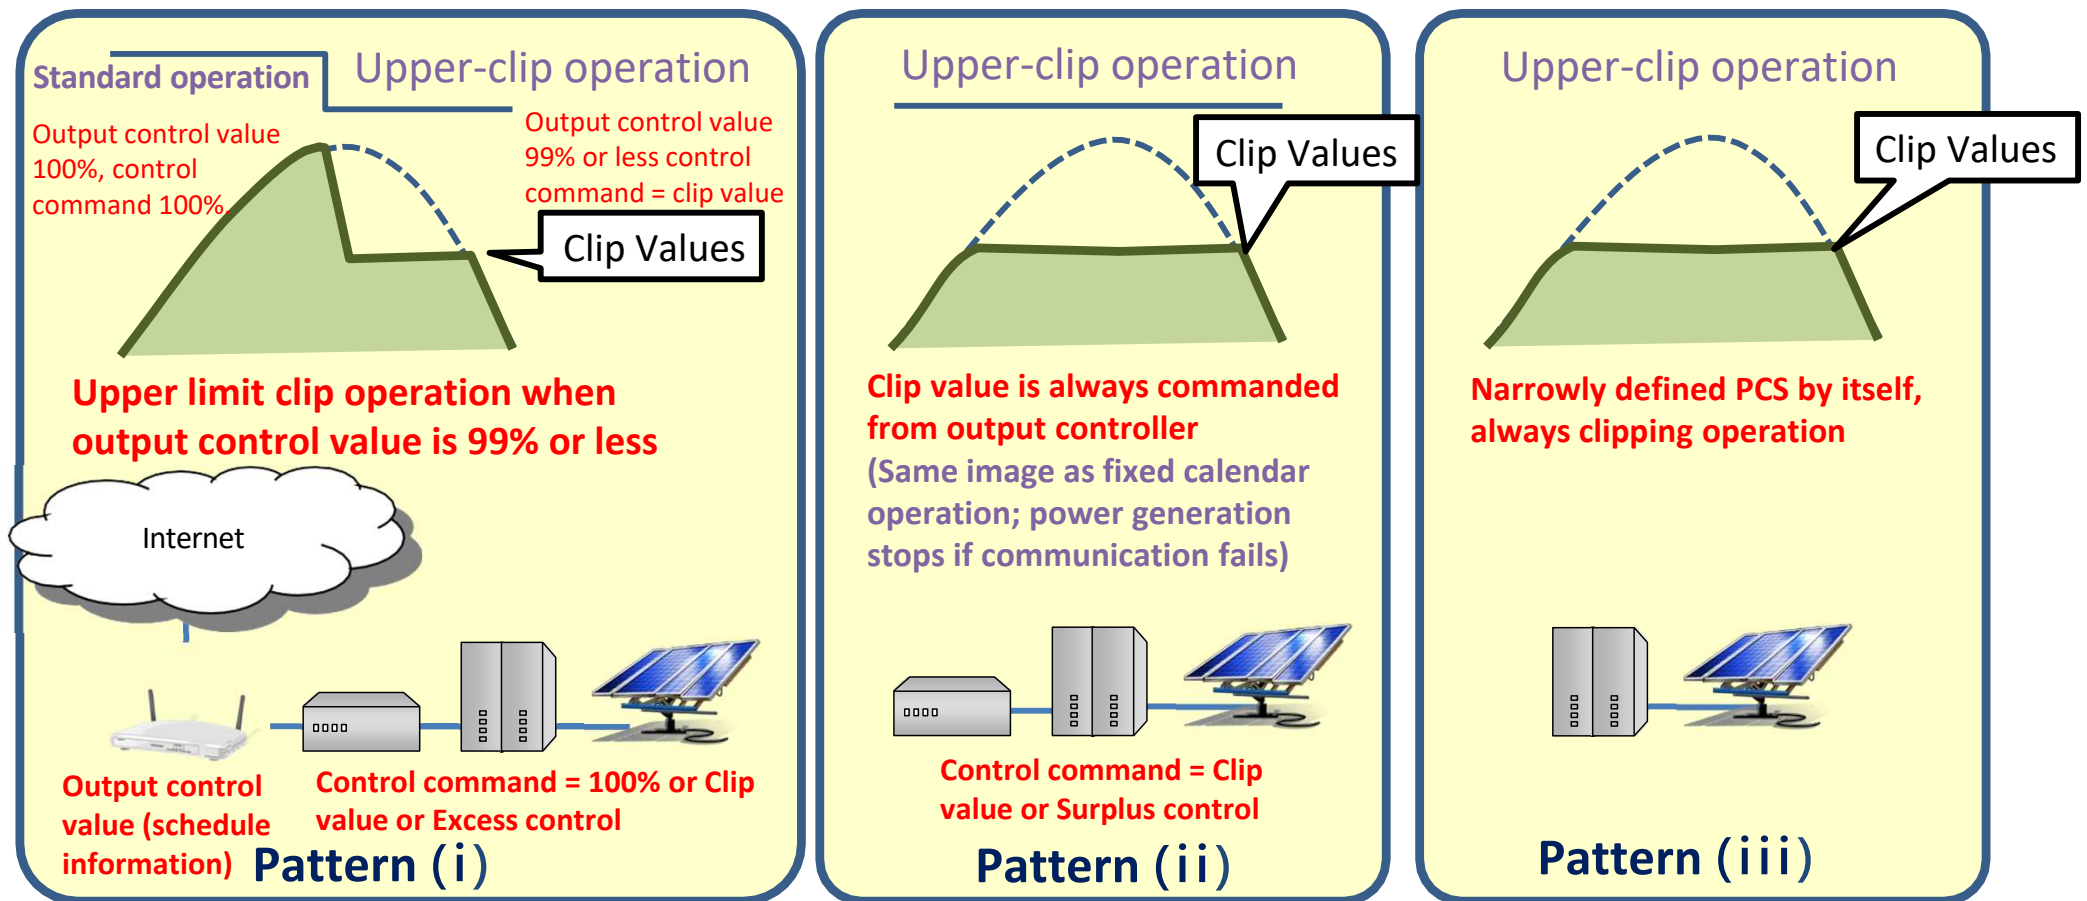 Standard operation
Upper-clip operation
Output control value
100%, control
command 100%.
Output control value
99% or less control
command = clip value
Clip Values
Upper limit clip operation when
output control value is 99% or less
Internet
Output control
value (schedule
information)
Control command = 100% or Clip
value or Excess control
Pattern (i)
Upper-clip operation
Clip Values
Clip value is always commanded
from output controller
(Same image as fixed calendar
operation; power generation
stops if communication fails)
Control command = Clip
value or Surplus control
Pattern (ii)
Upper-clip operation
Clip Values
Narrowly defined PCS by itself,
always clipping operation
Pattern (iii)